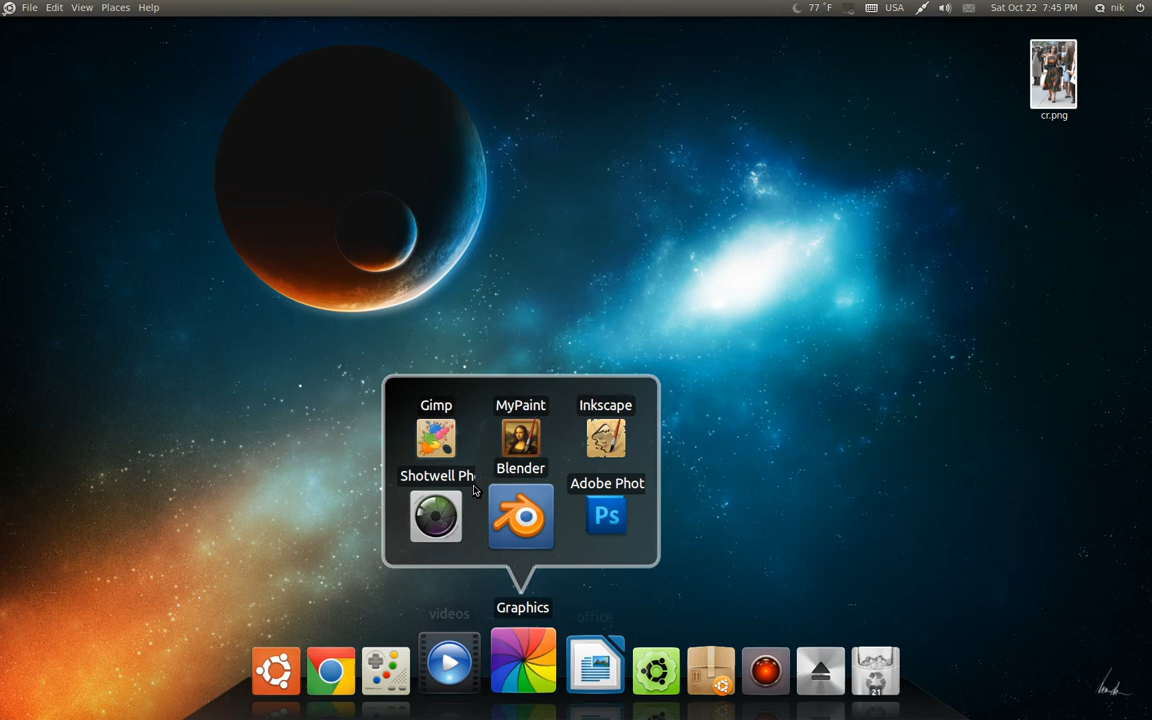 File Edit View Places Help 77 °F USA Sat Oct 22 7:45 PM nik
cr.png
Gimp MyPaint Inkscape
Shotwell Ph Blender Adobe Phot
Ps
videos Graphics office
21